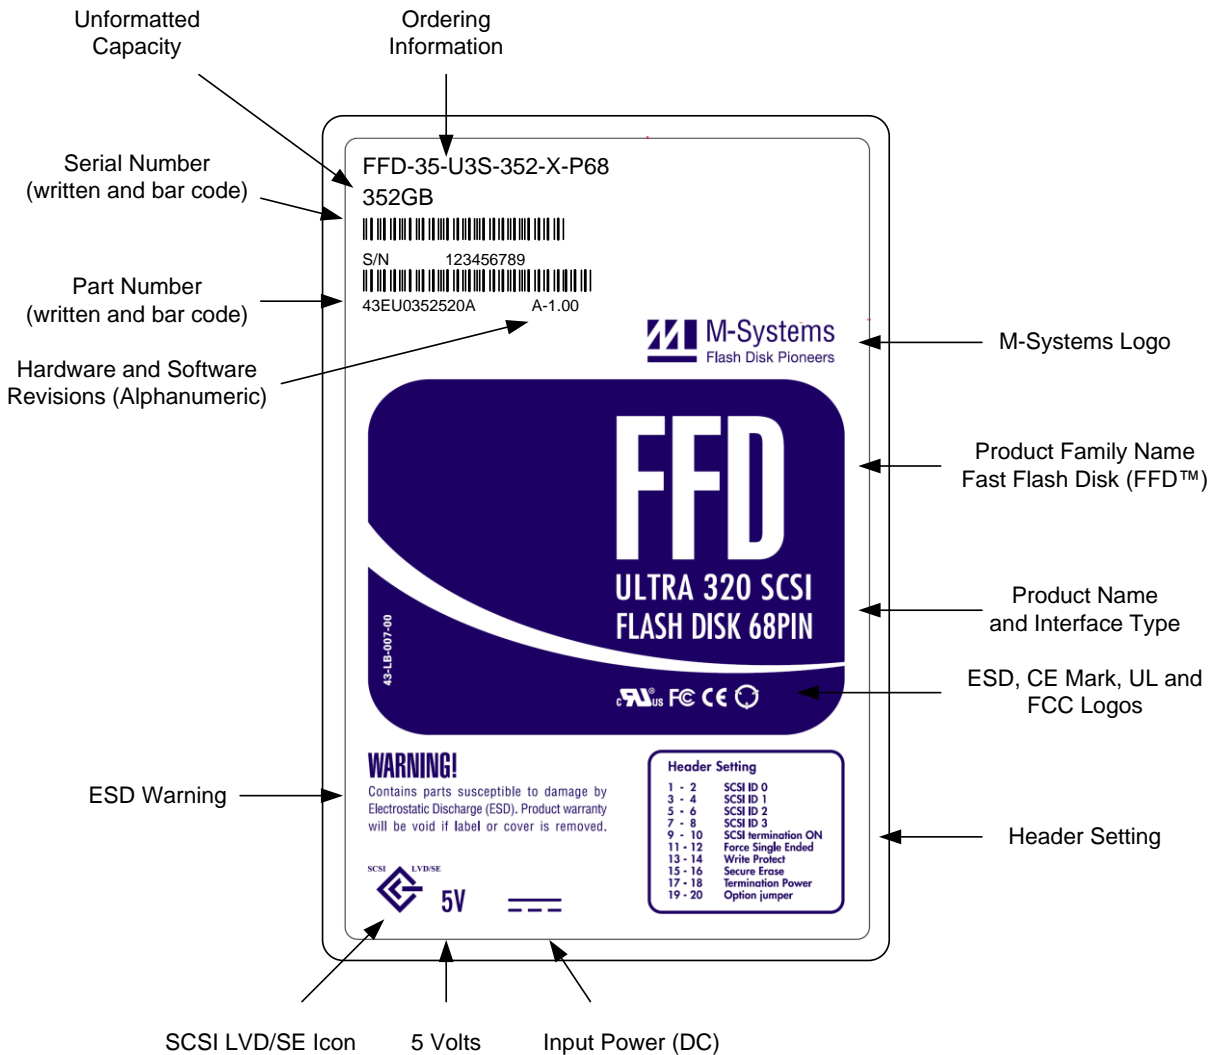 Unformatted
Capacity
Ordering
Information
Serial Number
(written and bar code)
FFD-35-U3S-352-X-P68
352GB
S/N 123456789
Part Number
(written and bar code)
43EU0352520A A-1.00
M-Systems
Flash Disk Pioneers
M-Systems Logo
Hardware and Software
Revisions (Alphanumeric)
FFD
Product Family Name
Fast Flash Disk (FFD™)
ULTRA 320 SCSI
FLASH DISK 68PIN
Product Name
and Interface Type
43-LB-007-00
c RU ® US FC CE
ESD, CE Mark, UL and
FCC Logos
WARNING!
Contains parts susceptible to damage by
Electrostatic Discharge (ESD). Product warranty
will be void if label or cover is removed.
ESD Warning
Header Setting
1 - 2 SCSI ID 0
3 - 4 SCSI ID 1
5 - 6 SCSI ID 2
7 - 8 SCSI ID 3
9 - 10 SCSI termination ON
11 - 12 Force Single Ended
13 - 14 Write Protect
15 - 16 Secure Erase
17 - 18 Termination Power
19 - 20 Option jumper
Header Setting
SCSI LVD/SE
5V
SCSI LVD/SE Icon
5 Volts
Input Power (DC)